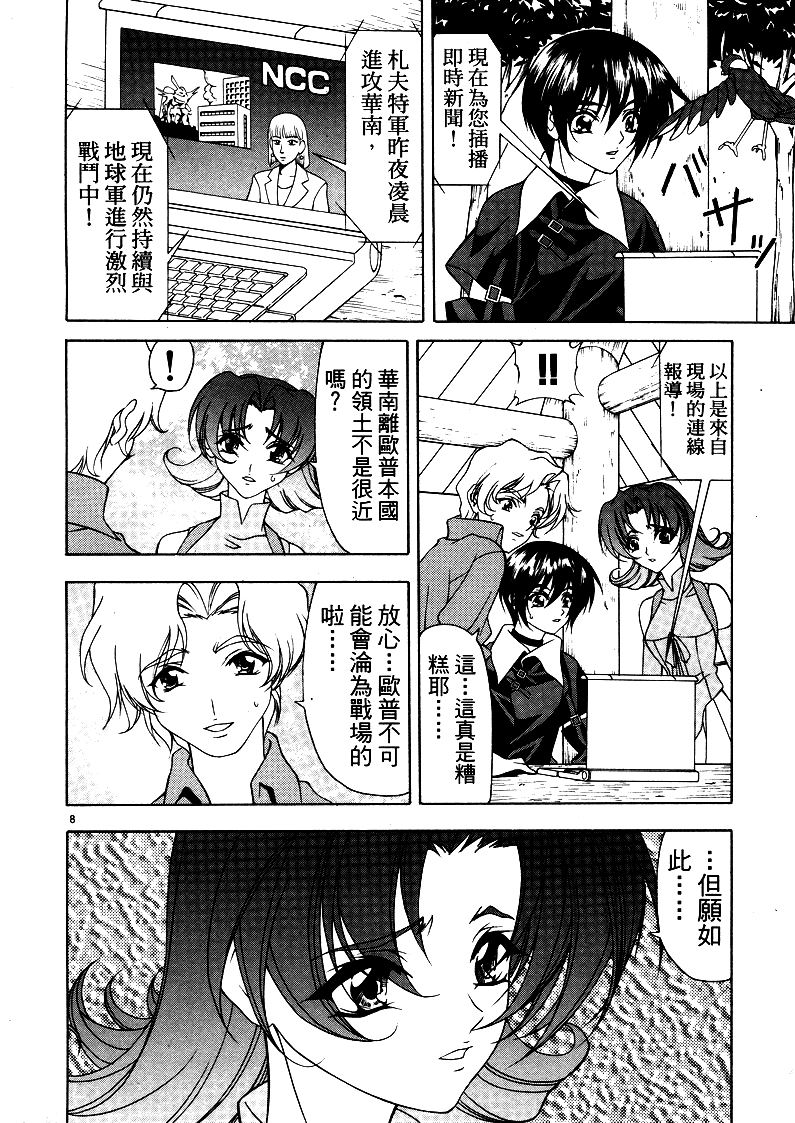 現在為您插播
即時新聞！
バサッ
NCC
札夫特軍昨夜凌晨
進攻華南，
現在仍然持續與
地球軍進行激烈
戰鬥中！
以上是來自
現場的連線
報導！
!!
這…這真是糟
糕耶……
華南離歐普本國
的領土不是很近
嗎？
！
放心…歐普不可
能會淪為戰場的
啦……
8
…但願如
此……